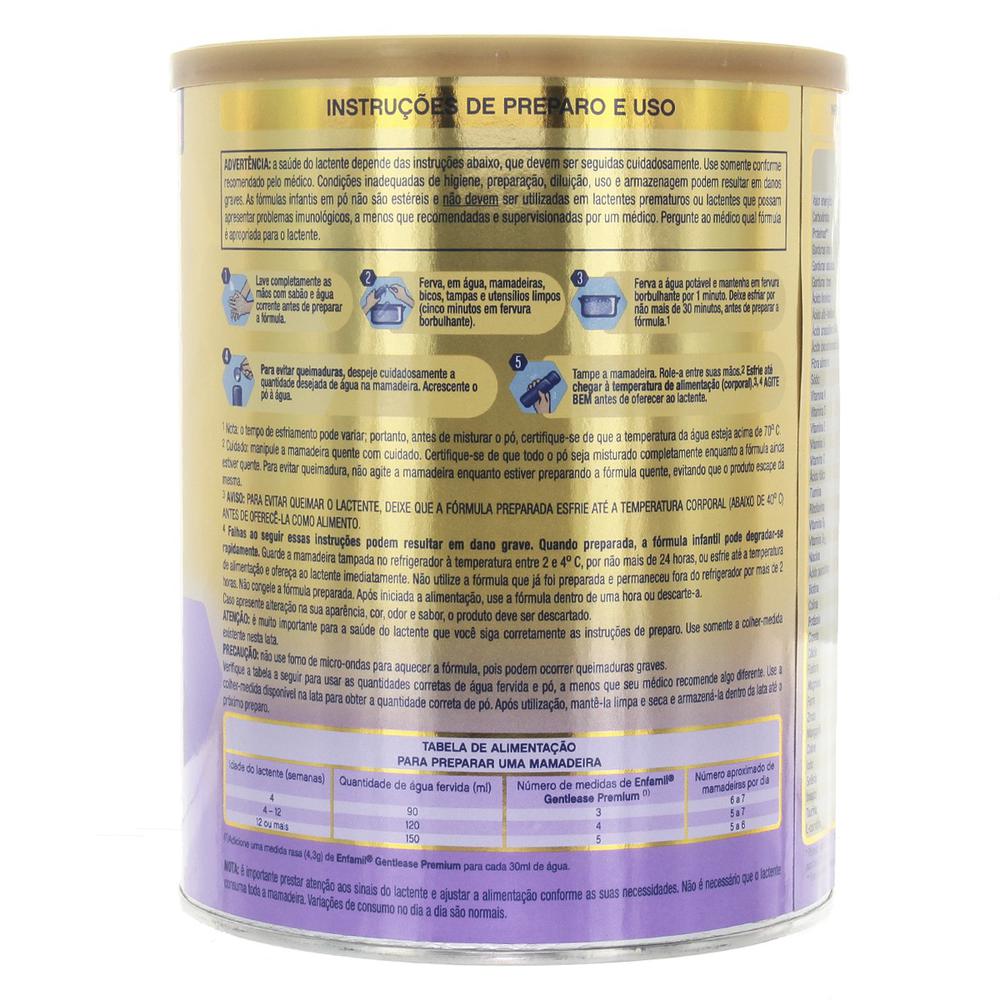 INSTRUÇÕES DE PREPARO E USO
ADVERTÊNCIA: a saúde do lactente depende das instruções abaixo, que devem ser seguidas cuidadosamente. Use somente conforme
recomendado pelo médico. Condições inadequadas de higiene, preparação, diluição, uso e armazenagem podem resultar em danos
graves. As fórmulas infantis em pó não são estéreis e não devem ser utilizadas em lactentes prematuros ou lactentes que possam
apresentar problemas imunológicos, a menos que recomendadas e supervisionadas por um médico. Pergunte ao médico qual fórmula
é apropriada para o lactente.
1
Lave completamente as
mãos com sabão e água
corrente antes de preparar
a fórmula.
2
Ferva, em água, mamadeiras,
bicos, tampas e utensílios limpos
(cinco minutos em fervura
borbulhante).
3
Ferva a água potável e mantenha em fervura
borbulhante por 1 minuto. Deixe esfriar por
não mais de 30 minutos, antes de preparar a
fórmula.¹
4
Para evitar queimaduras, despeje cuidadosamente a
quantidade desejada de água na mamadeira. Acrescente o
pó à água.
5
Tampe a mamadeira. Role-a entre suas mãos.² Esfrie até
chegar à temperatura de alimentação (corporal).³,⁴ AGITE
BEM antes de oferecer ao lactente.
¹ Nota: o tempo de esfriamento pode variar; portanto, antes de misturar o pó, certifique-se de que a temperatura da água esteja acima de 70º C.
² Cuidado: manipule a mamadeira quente com cuidado. Certifique-se de que todo o pó seja misturado completamente enquanto a fórmula ainda
estiver quente. Para evitar queimadura, não agite a mamadeira enquanto estiver preparando a fórmula quente, evitando que o produto escape da
mesma.
³ AVISO: PARA EVITAR QUEIMAR O LACTENTE, DEIXE QUE A FÓRMULA PREPARADA ESFRIE ATÉ A TEMPERATURA CORPORAL (ABAIXO DE 40º C)
ANTES DE OFERECÊ-LA COMO ALIMENTO.
⁴ Falhas ao seguir essas instruções podem resultar em dano grave. Quando preparada, a fórmula infantil pode degradar-se
rapidamente. Guarde a mamadeira tampada no refrigerador à temperatura entre 2 e 4º C, por não mais de 24 horas, ou esfrie até a temperatura
de alimentação e ofereça ao lactente imediatamente. Não utilize a fórmula que já foi preparada e permaneceu fora do refrigerador por mais de 2
horas. Não congele a fórmula preparada. Após iniciada a alimentação, use a fórmula dentro de uma hora ou descarte-a.
Caso apresente alteração na sua aparência, cor, odor e sabor, o produto deve ser descartado.
ATENÇÃO: é muito importante para a saúde do lactente que você siga corretamente as instruções de preparo. Use somente a colher-medida
existente nesta lata.
PRECAUÇÃO: não use forno de micro-ondas para aquecer a fórmula, pois podem ocorrer queimaduras graves.
Verifique a tabela a seguir para usar as quantidades corretas de água fervida e pó, a menos que seu médico recomende algo diferente. Use a
colher-medida disponível na lata para obter a quantidade correta de pó. Após utilização, mantê-la limpa e seca e armazená-la dentro da lata até o
próximo preparo.
TABELA DE ALIMENTAÇÃO
PARA PREPARAR UMA MAMADEIRA
Idade do lactente (semanas) Quantidade de água fervida (ml) Número de medidas de Enfamil® Gentlease Premium (1) Número aproximado de mamadeiras por dia
4 90 3 6 a 7
4 – 12 120 4 5 a 7
12 ou mais 150 5 5 a 6
(1) Adicione uma medida rasa (4,3g) de Enfamil® Gentlease Premium para cada 30ml de água.
NOTA: é importante prestar atenção aos sinais do lactente e ajustar a alimentação conforme as suas necessidades. Não é necessário que o lactente
consuma toda a mamadeira. Variações de consumo no dia a dia são normais.